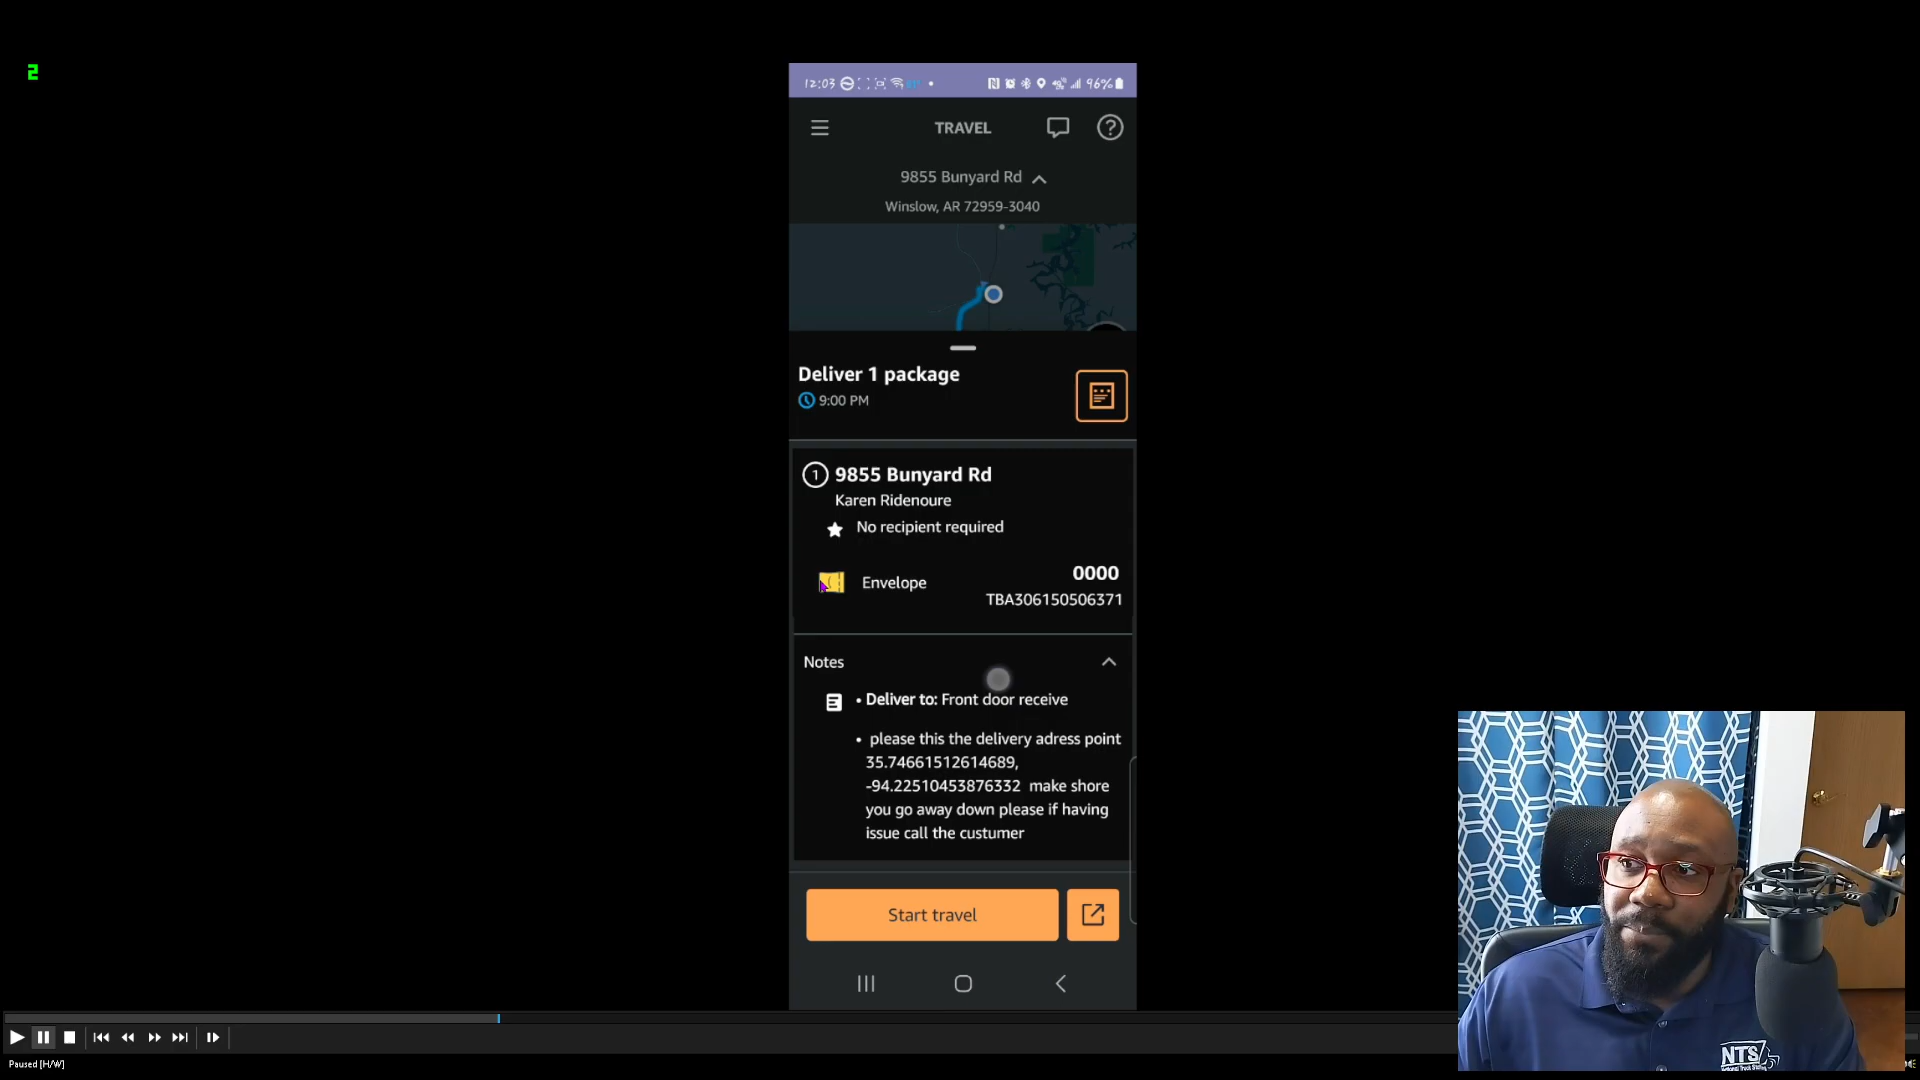 2
12:03 96%
TRAVEL
9855 Bunyard Rd
Winslow, AR 72959-3040
Deliver 1 package
9:00 PM
1 9855 Bunyard Rd
Karen Ridenoure
No recipient required
Envelope
0000
TBA306150506371
Notes
• Deliver to: Front door receive
• please this the delivery adress point
35.74661512614689,
-94.22510453876332 make shore
you go away down please if having
issue call the custumer
Start travel
Paused [H/W]
NTS